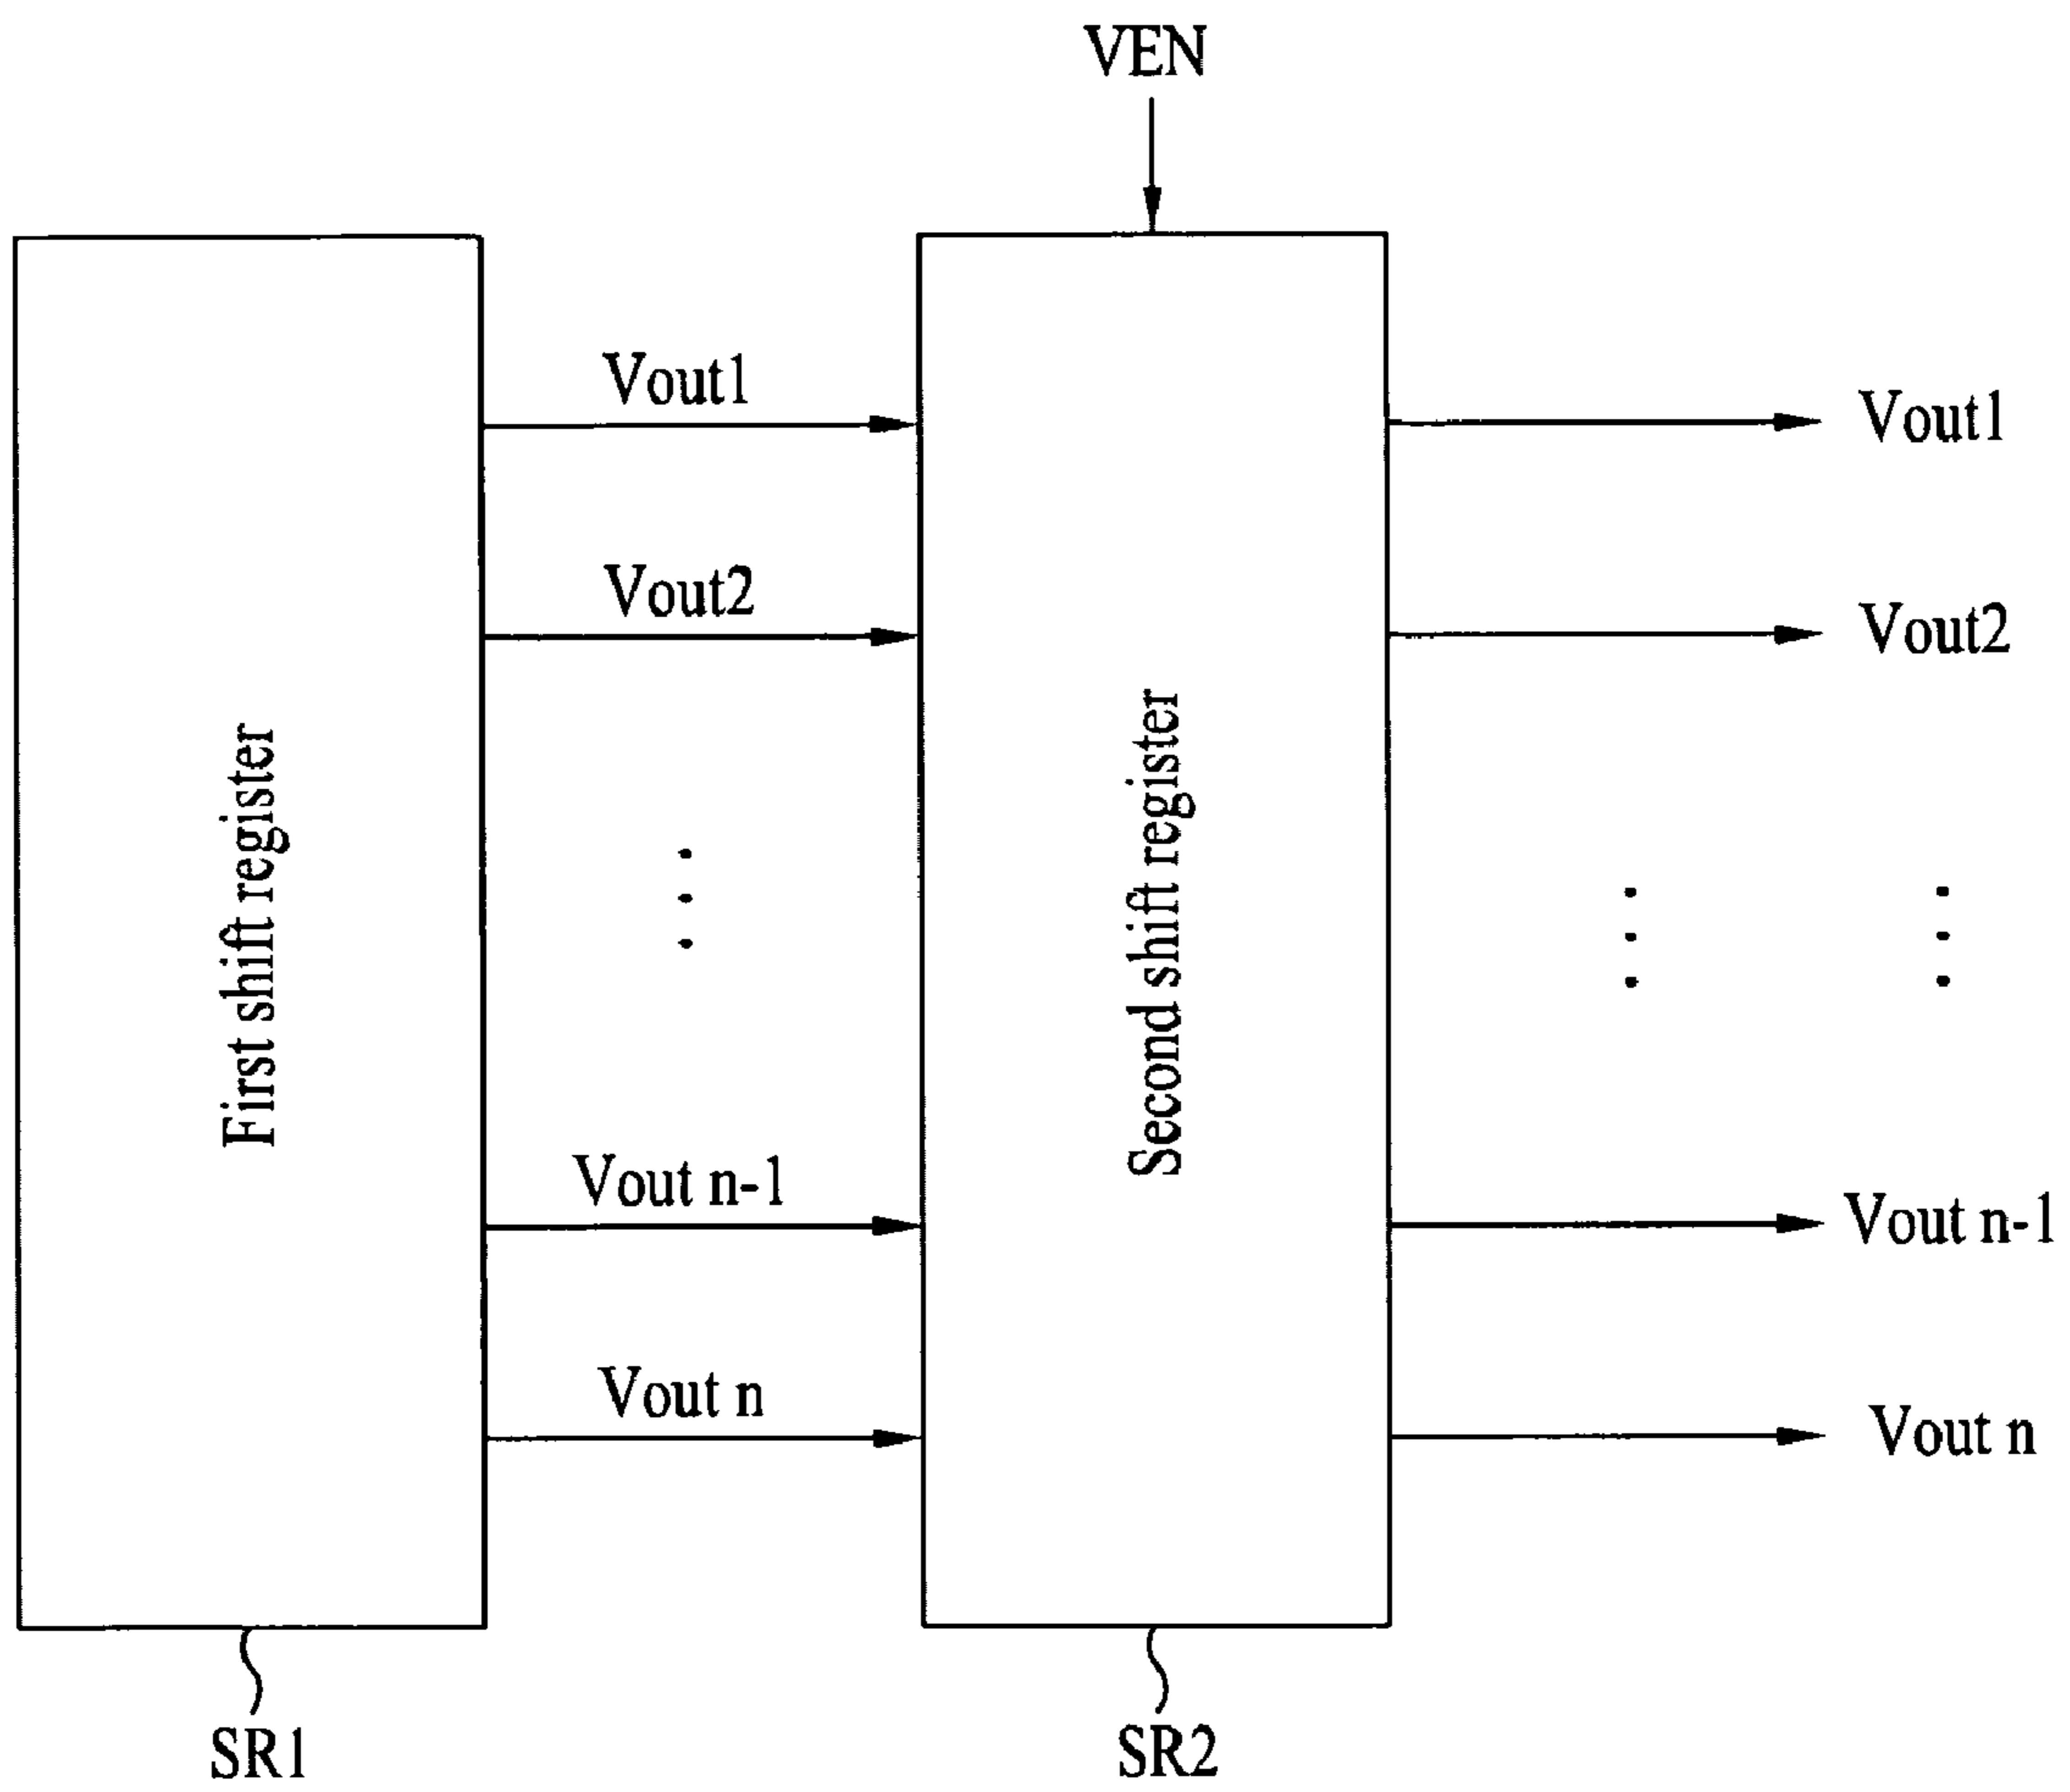 VEN
Vout1
Vout1
Vout2
Vout2
First shift register
Second shift register
Vout n-1
Vout n-1
Vout n
Vout n
SR1
SR2